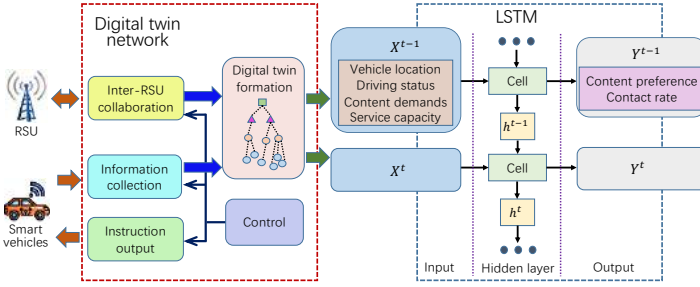 Digital twin
network
RSU
Smart
vehicles
Inter-RSU
collaboration
Information
collection
Instruction
output
Digital twin
formation
Control
LSTM
X^{t-1}
Vehicle location
Driving status
Content demands
Service capacity
X^t
Cell
h^{t-1}
Cell
h^t
Y^{t-1}
Content preference
Contact rate
Y^t
Input
Hidden layer
Output